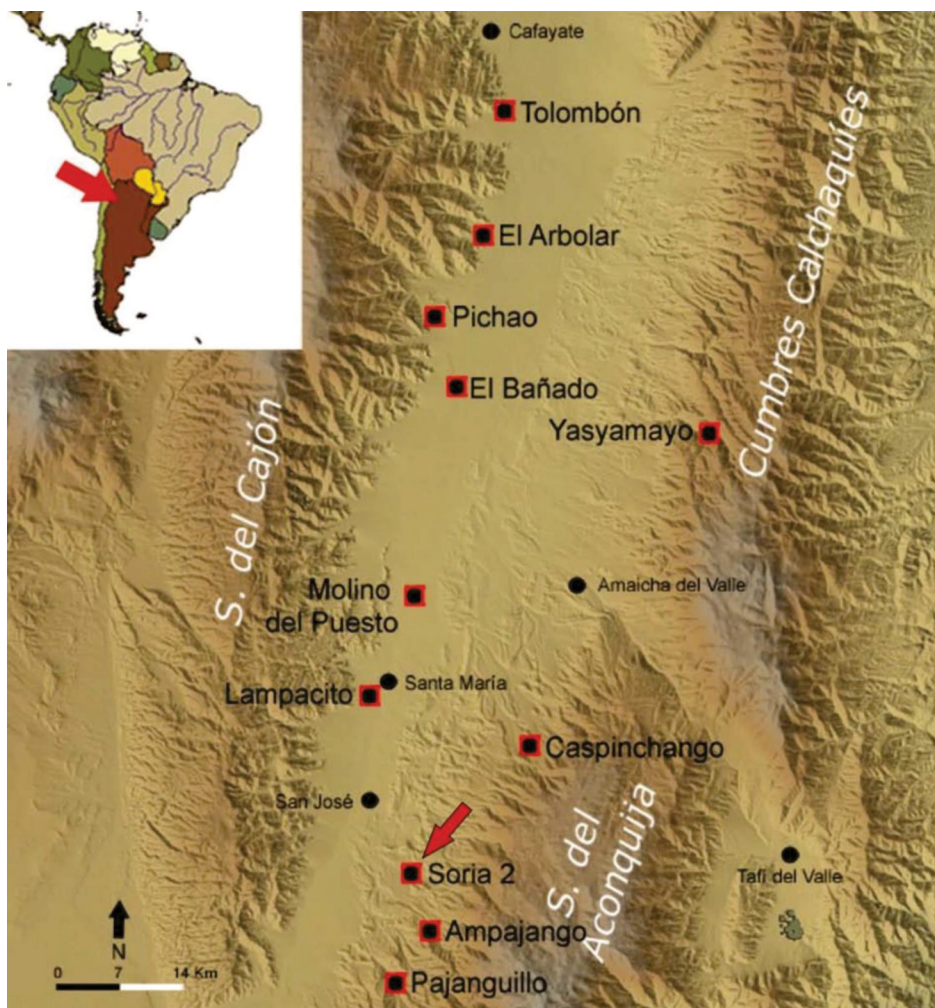 Cafayate
Tolombón
El Arbolar
Pichao
El Bañado
Yasyamayo
Cumbres Calchaquíes
S. del Cajón
Molino
del Puesto
Amaicha del Valle
Santa María
Lampacito
Caspinchango
San José
Soria 2
S. del
Aconquija
Tafí del Valle
Ampajango
Pajanguillo
N
0 7 14 Km